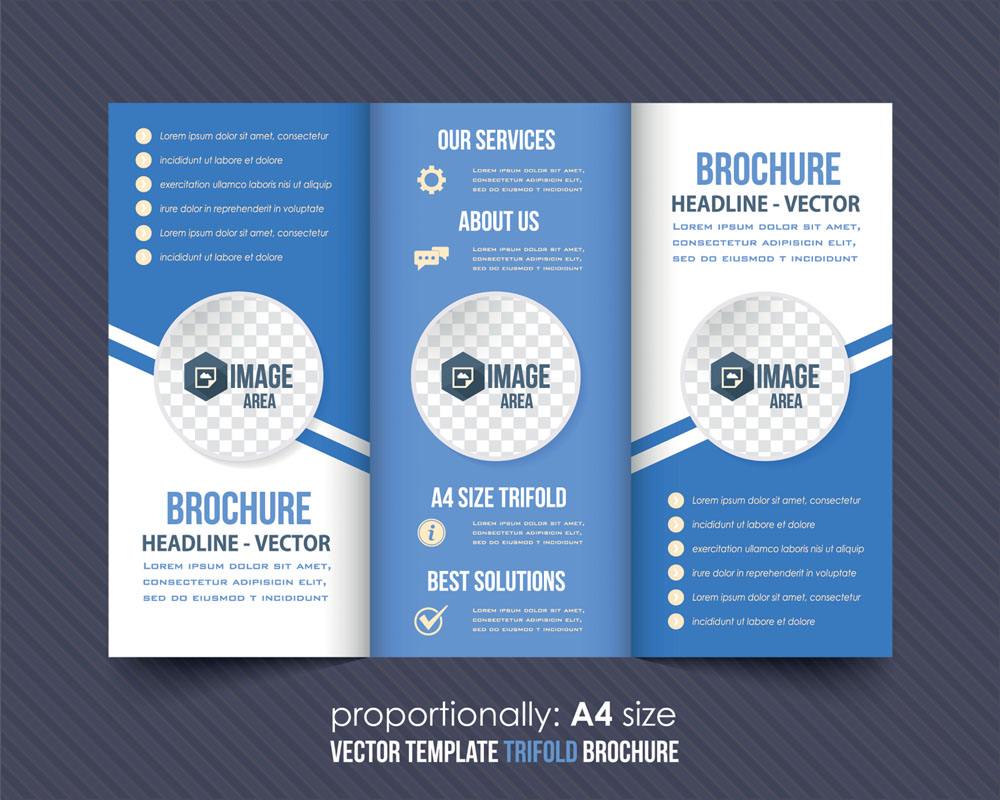 Lorem ipsum dolor sit amet, consectetur
incididunt ut labore et dolore
exercitation ullamco laboris nisi ut aliquip
irure dolor in reprehenderit in voluptate
Lorem ipsum dolor sit amet, consectetur
incididunt ut labore et dolore
IMAGE
AREA
BROCHURE
HEADLINE - VECTOR
LOREM IPSUM DOLOR SIT AMET,
CONSECTETUR ADIPISICIN ELIT,
SED DO EIUSMOD T INCIDIDUNT
OUR SERVICES
LOREM IPSUM DOLOR SIT AMET,
CONSECTETUR ADIPISICIN ELIT,
SED DO EIUSMOD T INCIDIDUNT
ABOUT US
LOREM IPSUM DOLOR SIT AMET,
CONSECTETUR ADIPISICIN ELIT,
SED DO EIUSMOD T INCIDIDUNT
IMAGE
AREA
A4 SIZE TRIFOLD
i
LOREM IPSUM DOLOR SIT AMET,
CONSECTETUR ADIPISICIN ELIT,
SED DO EIUSMOD T INCIDIDUNT
BEST SOLUTIONS
LOREM IPSUM DOLOR SIT AMET,
CONSECTETUR ADIPISICIN ELIT,
SED DO EIUSMOD T INCIDIDUNT
BROCHURE
HEADLINE - VECTOR
LOREM IPSUM DOLOR SIT AMET,
CONSECTETUR ADIPISICIN ELIT,
SED DO EIUSMOD T INCIDIDUNT
IMAGE
AREA
Lorem ipsum dolor sit amet, consectetur
incididunt ut labore et dolore
exercitation ullamco laboris nisi ut aliquip
irure dolor in reprehenderit in voluptate
Lorem ipsum dolor sit amet, consectetur
incididunt ut labore et dolore
proportionally: A4 size
VECTOR TEMPLATE TRIFOLD BROCHURE